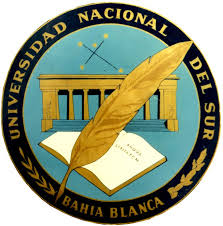 UNIVERSIDAD NACIONAL DEL SUR
BAHIA BLANCA